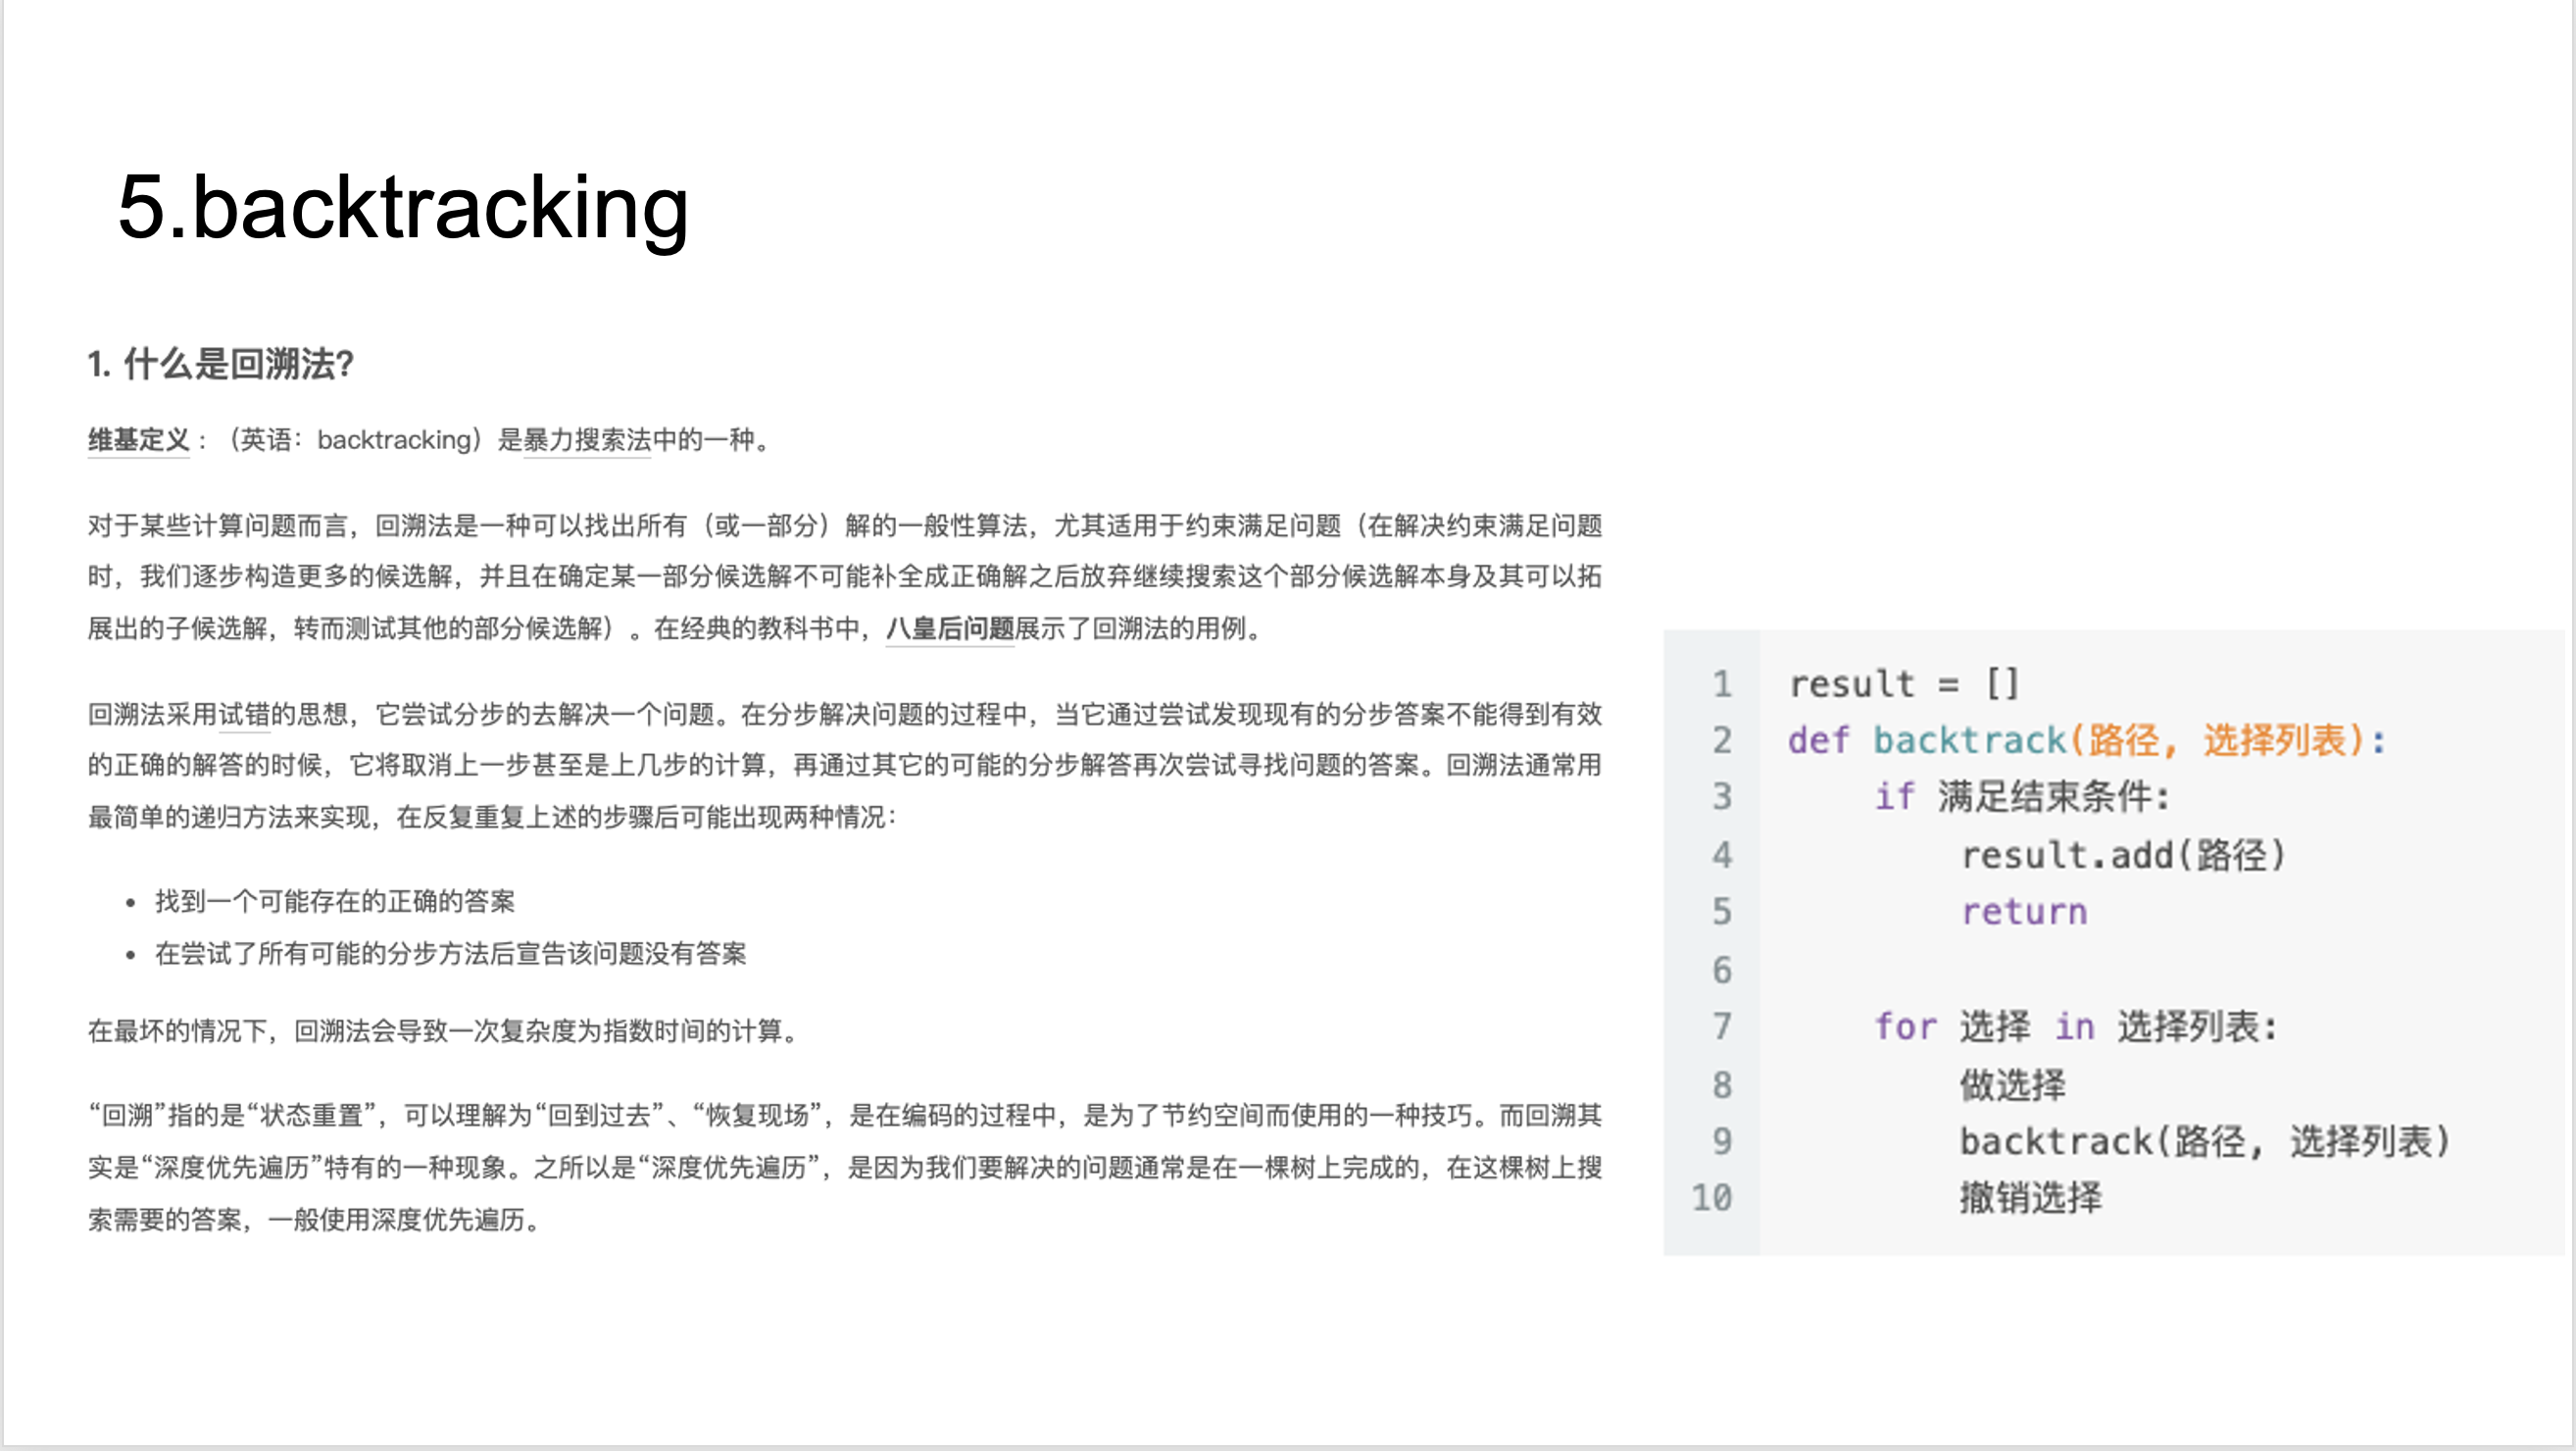 5.backtracking
1. 什么是回溯法?
维基定义 : （英语：backtracking）是暴力搜索法中的一种。
对于某些计算问题而言，回溯法是一种可以找出所有（或一部分）解的一般性算法，尤其适用于约束满足问题（在解决约束满足问题
时，我们逐步构造更多的候选解，并且在确定某一部分候选解不可能补全成正确解之后放弃继续搜索这个部分候选解本身及其可以拓
展出的子候选解，转而测试其他的部分候选解）。在经典的教科书中，八皇后问题展示了回溯法的用例。
回溯法采用试错的思想，它尝试分步的去解决一个问题。在分步解决问题的过程中，当它通过尝试发现现有的分步答案不能得到有效
的正确的解答的时候，它将取消上一步甚至是上几步的计算，再通过其它的可能的分步解答再次尝试寻找问题的答案。回溯法通常用
最简单的递归方法来实现，在反复重复上述的步骤后可能出现两种情况：
• 找到一个可能存在的正确的答案
• 在尝试了所有可能的分步方法后宣告该问题没有答案
在最坏的情况下，回溯法会导致一次复杂度为指数时间的计算。
“回溯”指的是“状态重置”，可以理解为“回到过去”、“恢复现场”，是在编码的过程中，是为了节约空间而使用的一种技巧。而回溯其
实是“深度优先遍历”特有的一种现象。之所以是“深度优先遍历”，是因为我们要解决的问题通常是在一棵树上完成的，在这棵树上搜
索需要的答案，一般使用深度优先遍历。
1 result = []
2 def backtrack(路径, 选择列表):
3     if 满足结束条件:
4         result.add(路径)
5         return
6
7     for 选择 in 选择列表:
8         做选择
9         backtrack(路径, 选择列表)
10         撤销选择